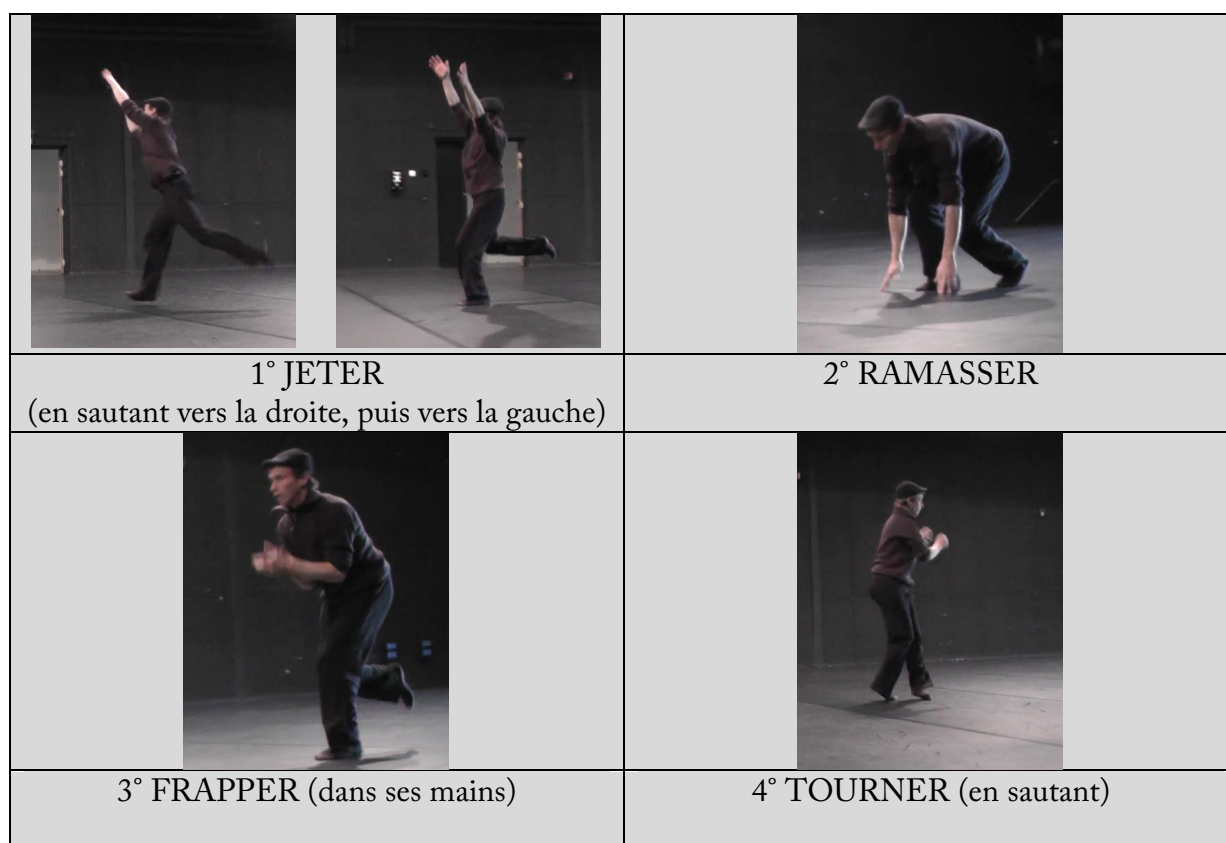 1° JETER
(en sautant vers la droite, puis vers la gauche)
2° RAMASSER
3° FRAPPER (dans ses mains)
4° TOURNER (en sautant)